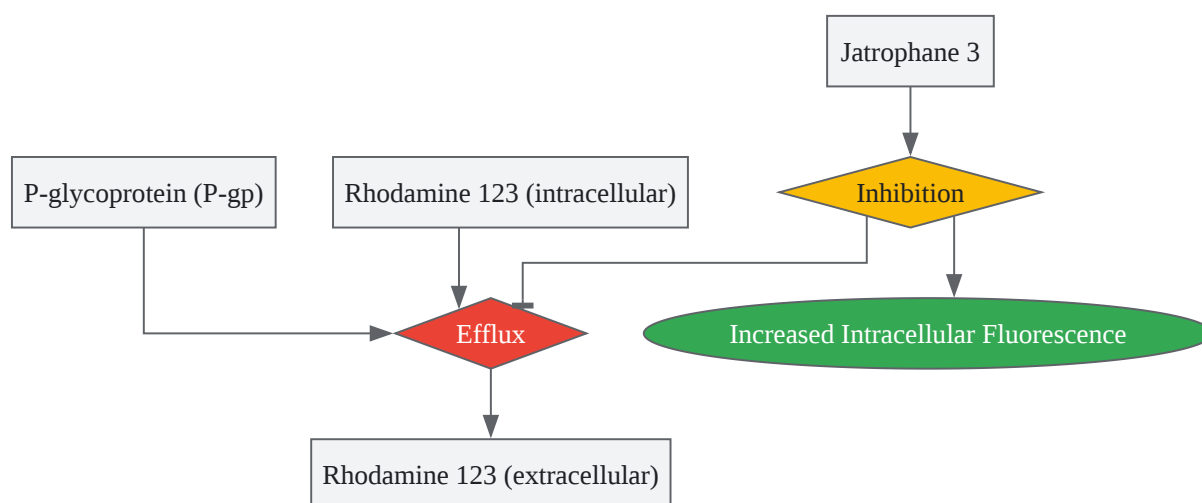 Jatrophane 3
P-glycoprotein (P-gp)
Rhodamine 123 (intracellular)
Inhibition
Efflux
Increased Intracellular Fluorescence
Rhodamine 123 (extracellular)